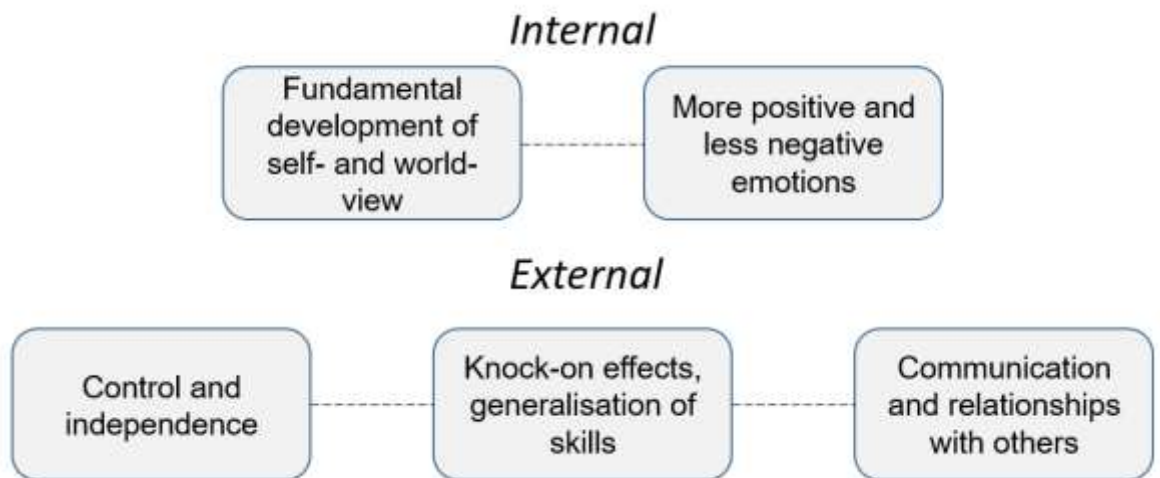 Internal
Fundamental
development of
self- and world-
view
More positive and
less negative
emotions
External
Control and
independence
Knock-on effects,
generalisation of
skills
Communication
and relationships
with others